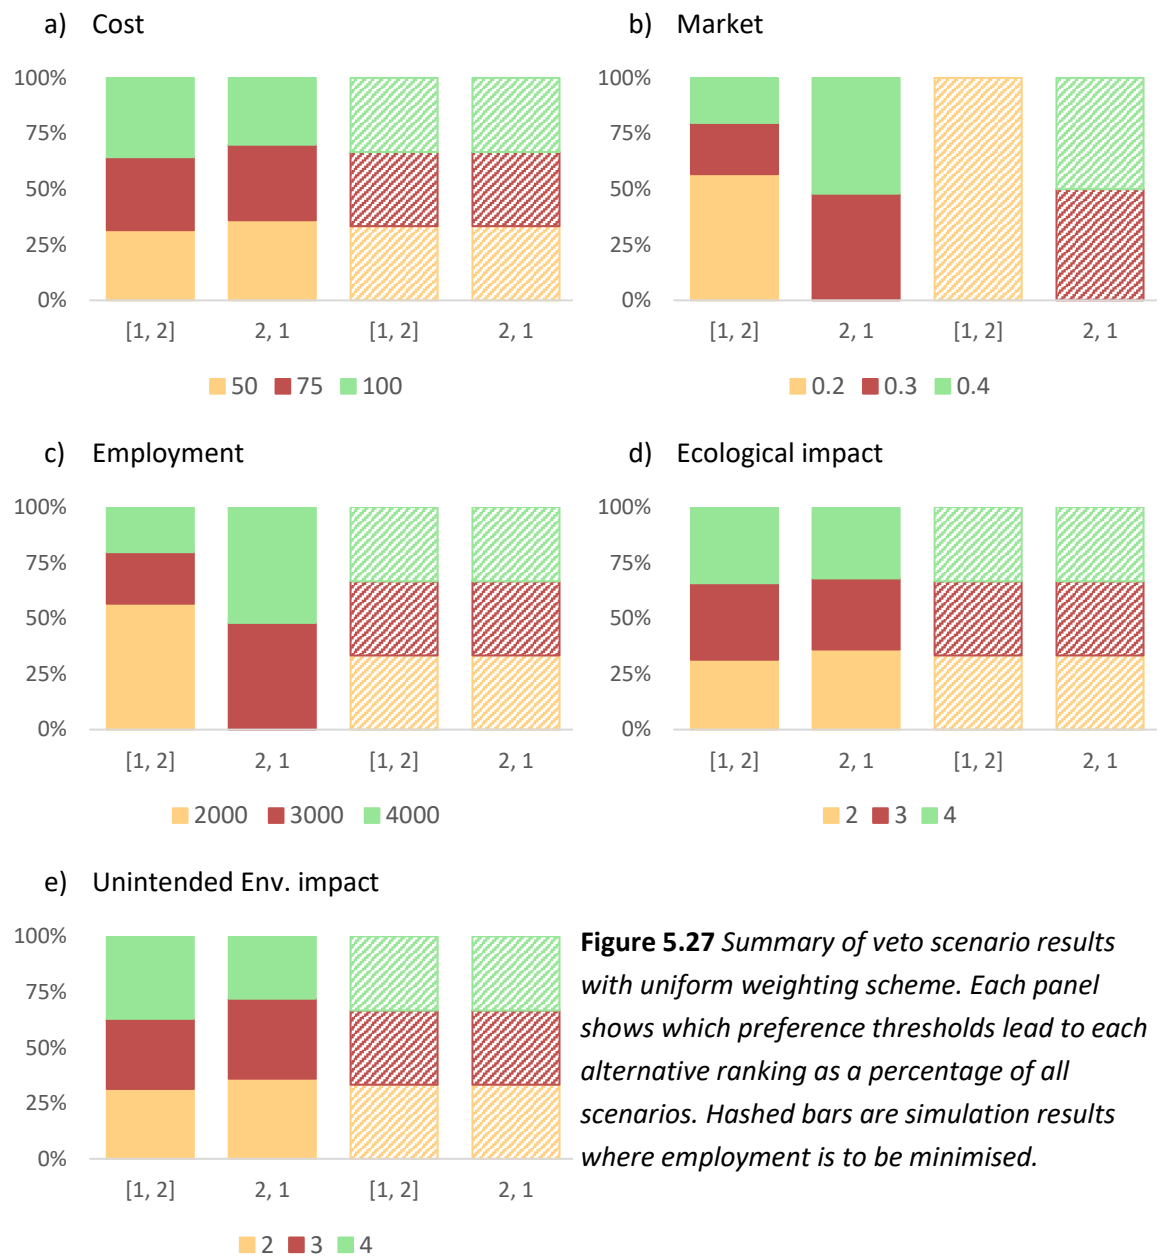 a) Cost
100%
75%
50%
25%
0%
[1, 2] 2, 1 [1, 2] 2, 1
50 75 100
b) Market
100%
75%
50%
25%
0%
[1, 2] 2, 1 [1, 2] 2, 1
0.2 0.3 0.4
c) Employment
100%
75%
50%
25%
0%
[1, 2] 2, 1 [1, 2] 2, 1
2000 3000 4000
d) Ecological impact
100%
75%
50%
25%
0%
[1, 2] 2, 1 [1, 2] 2, 1
2 3 4
e) Unintended Env. impact
100%
75%
50%
25%
0%
[1, 2] 2, 1 [1, 2] 2, 1
2 3 4
Figure 5.27 Summary of veto scenario results
with uniform weighting scheme. Each panel
shows which preference thresholds lead to each
alternative ranking as a percentage of all
scenarios. Hashed bars are simulation results
where employment is to be minimised.